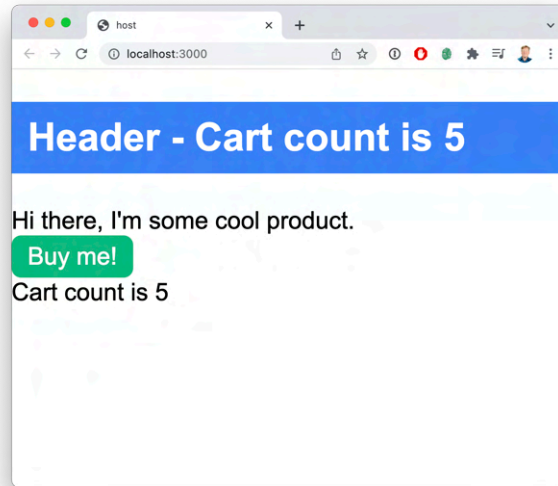 host
localhost:3000
Header - Cart count is 5
Hi there, I'm some cool product.
Buy me!
Cart count is 5